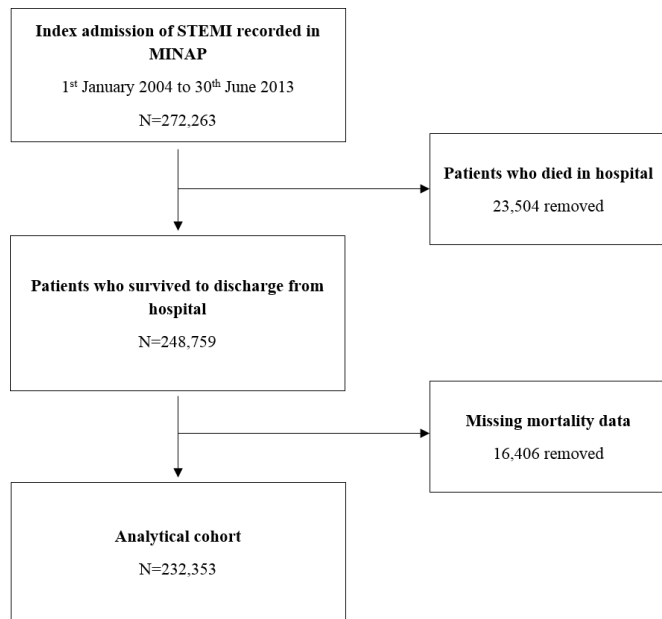 Index admission of STEMI recorded in
MINAP
1st January 2004 to 30th June 2013
N=272,263
Patients who died in hospital
23,504 removed
Patients who survived to discharge from
hospital
N=248,759
Missing mortality data
16,406 removed
Analytical cohort
N=232,353